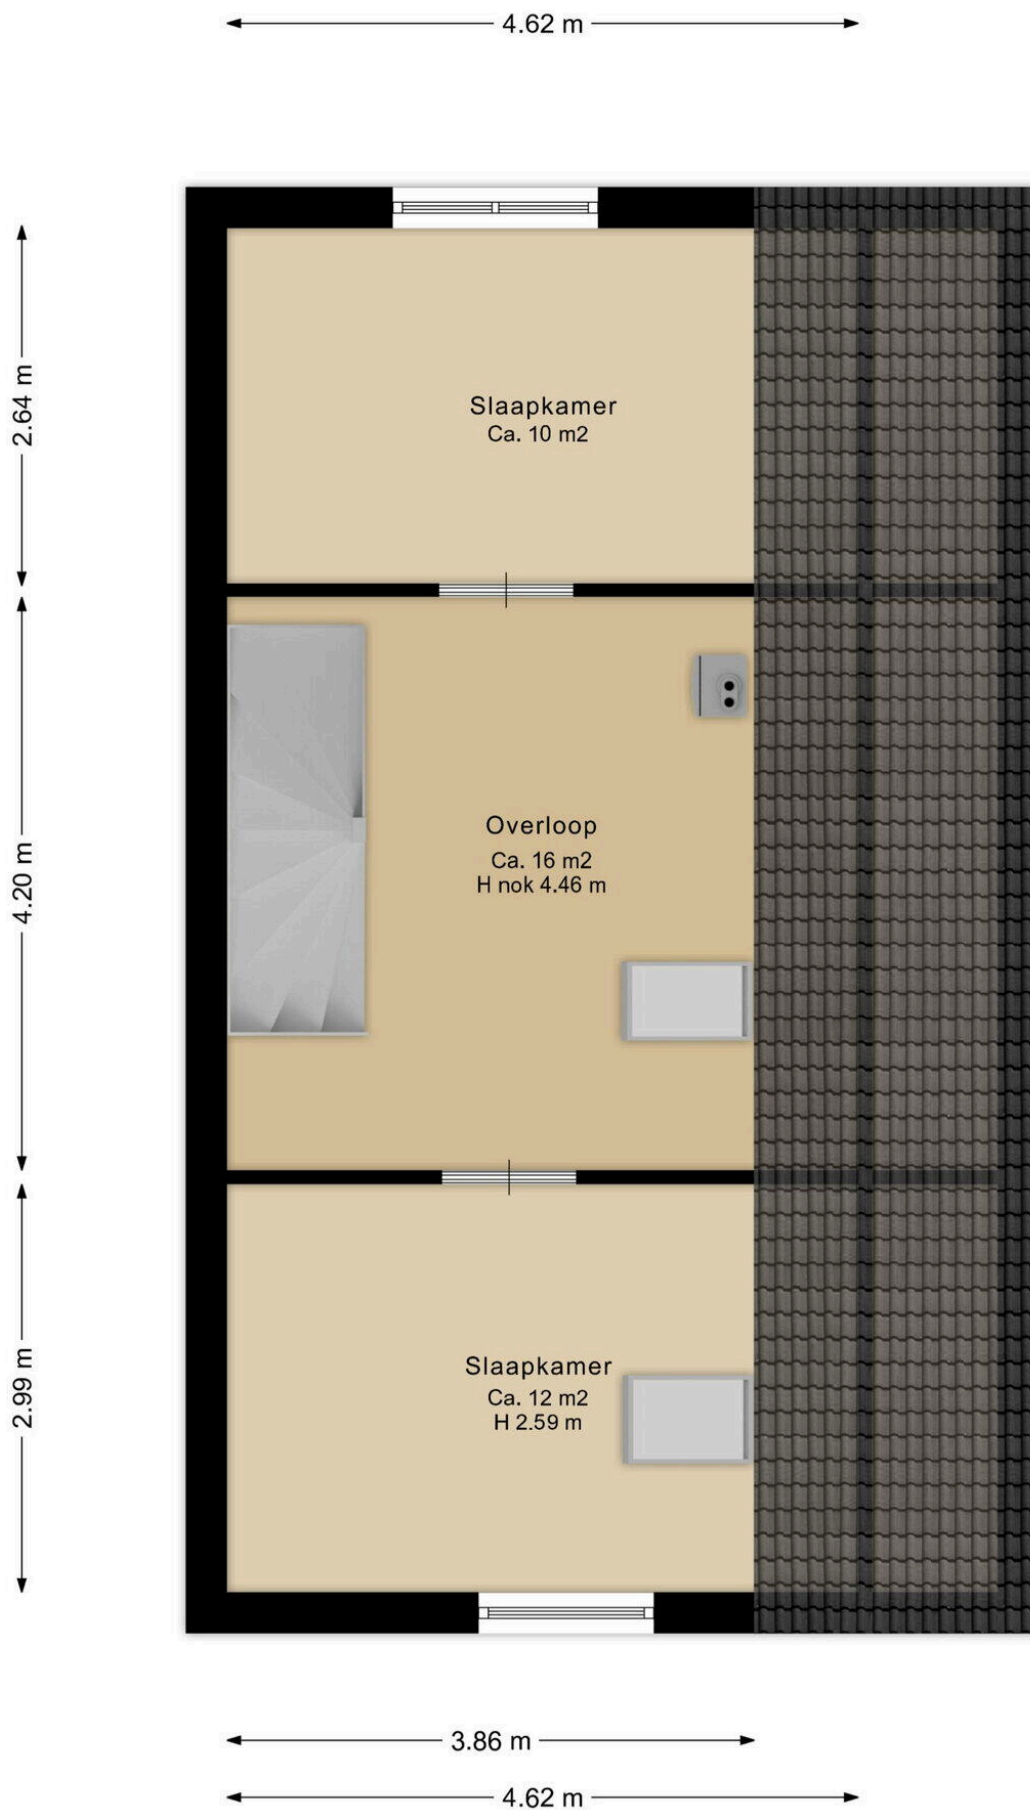 4.62 m
2.64 m
Slaapkamer
Ca. 10 m2
4.20 m
Overloop
Ca. 16 m2
H nok 4.46 m
2.99 m
Slaapkamer
Ca. 12 m2
H 2.59 m
3.86 m
4.62 m